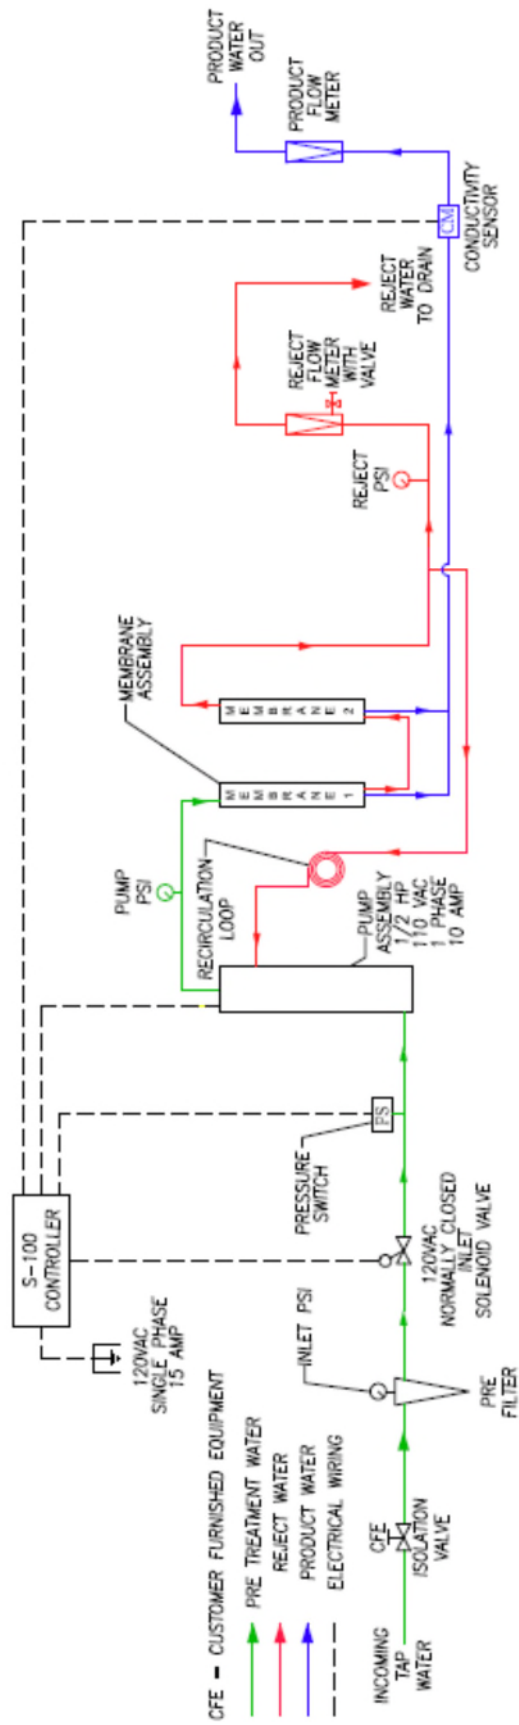 S-100
CONTROLLER
120VAC
SINGLE PHASE
15 AMP
CFE - CUSTOMER FURNISHED EQUIPMENT
PRE TREATMENT WATER
REJECT WATER
PRODUCT WATER
ELECTRICAL WIRING
INCOMING
TAP
WATER
CFE
ISOLATION
VALVE
INLET PSI
PRE
FILTER
120VAC
NORMALLY CLOSED
INLET
SOLENOID VALVE
PRESSURE
SWITCH
PS
PUMP
ASSEMBLY
1/2 HP
110 VAC
1 PHASE
10 AMP
RECIRCULATION
LOOP
PUMP
PSI
MEMBRANE
ASSEMBLY
MEMBRANE 1
MEMBRANE 2
REJECT
PSI
REJECT
FLOW
METER
WITH
VALVE
REJECT
WATER
TO DRAIN
CM
CONDUCTIVITY
SENSOR
PRODUCT
FLOW
METER
PRODUCT
WATER
OUT